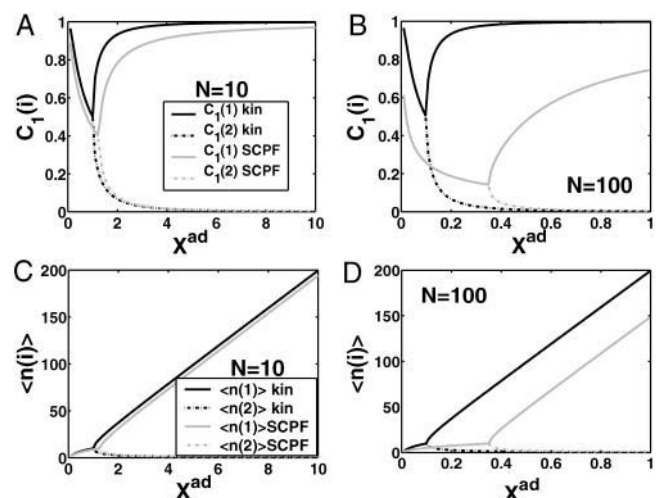 A
C₁(i)
1
0.8
0.6
0.4
0.2
0
N=10
C₁(1) kin
C₁(2) kin
C₁(1) SCPF
C₁(2) SCPF
0 2 4 6 8 10
X^ad
B
C₁(i)
1
0.8
0.6
0.4
0.2
0
N=100
0 0.2 0.4 0.6 0.8 1
X^ad
C
<n(i)>
200
150
100
50
0
N=10
<n(1)> kin
<n(2)> kin
<n(1)>SCPF
<n(2)>SCPF
0 2 4 6 8 10
X^ad
D
<n(i)>
200
150
100
50
0
N=100
0 0.2 0.4 0.6 0.8 1
X^ad